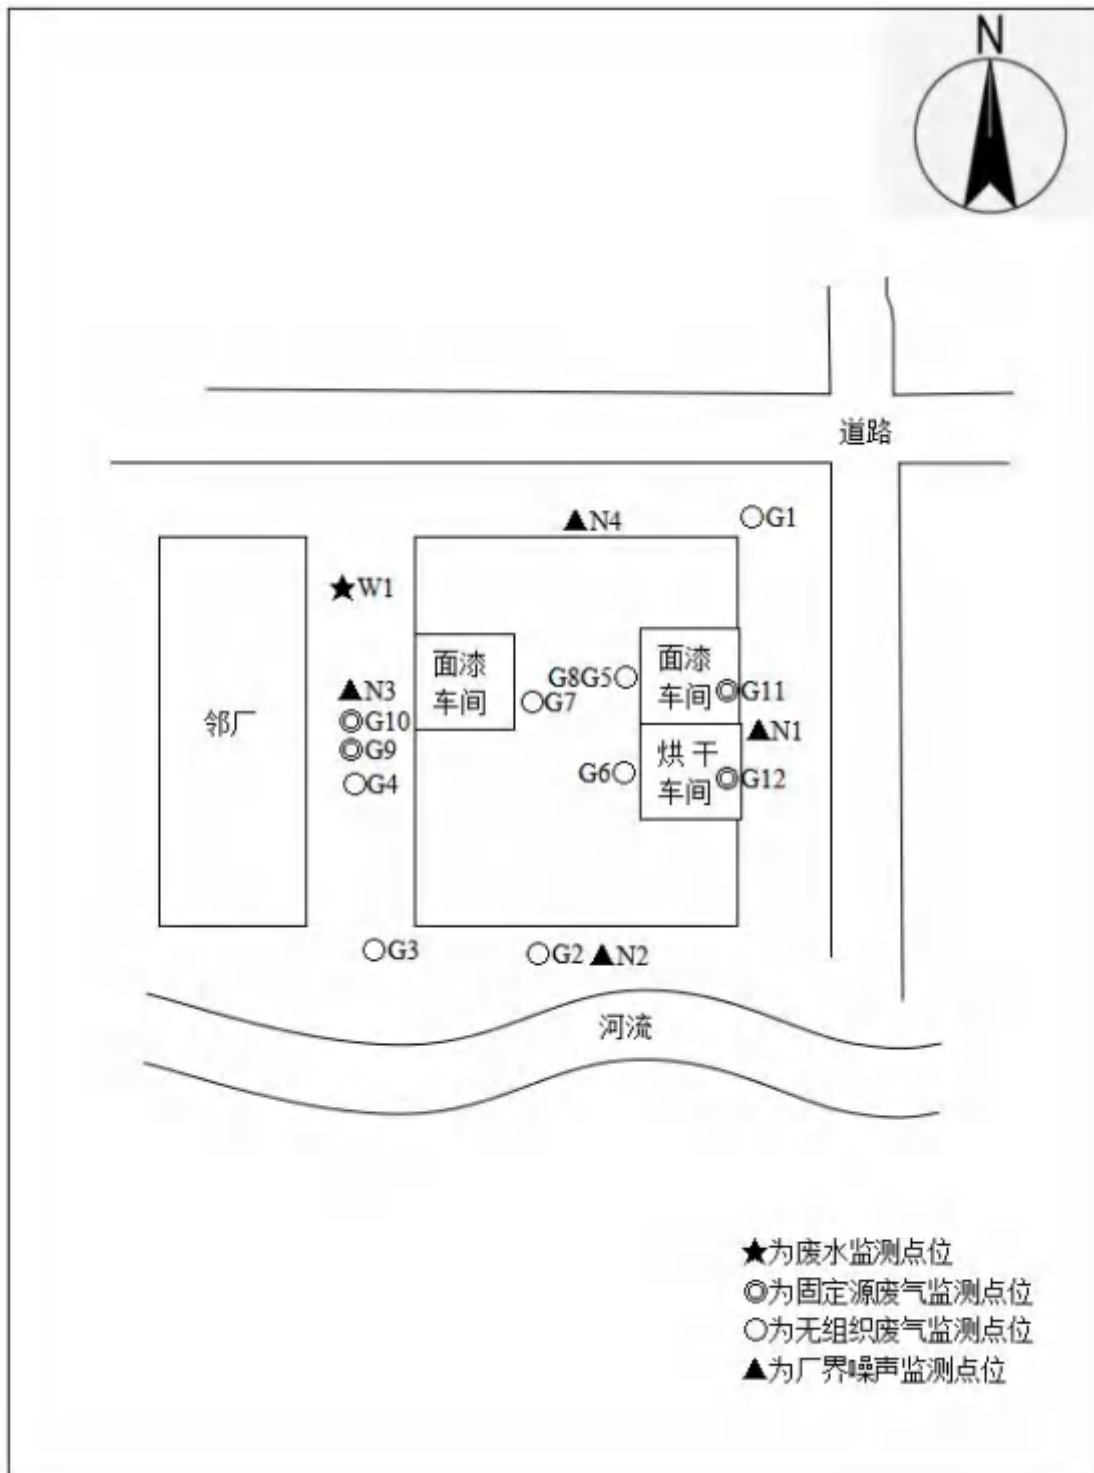 N
道路
N4
G1
W1
面漆
车间
G8G5
面漆
车间
G11
N3
G7
G10
邻厂
N1
G9
烘 干
车间
G6
G12
G4
G3
G2
N2
河流
★为废水监测点位
◎为固定源废气监测点位
○为无组织废气监测点位
▲为厂界噪声监测点位